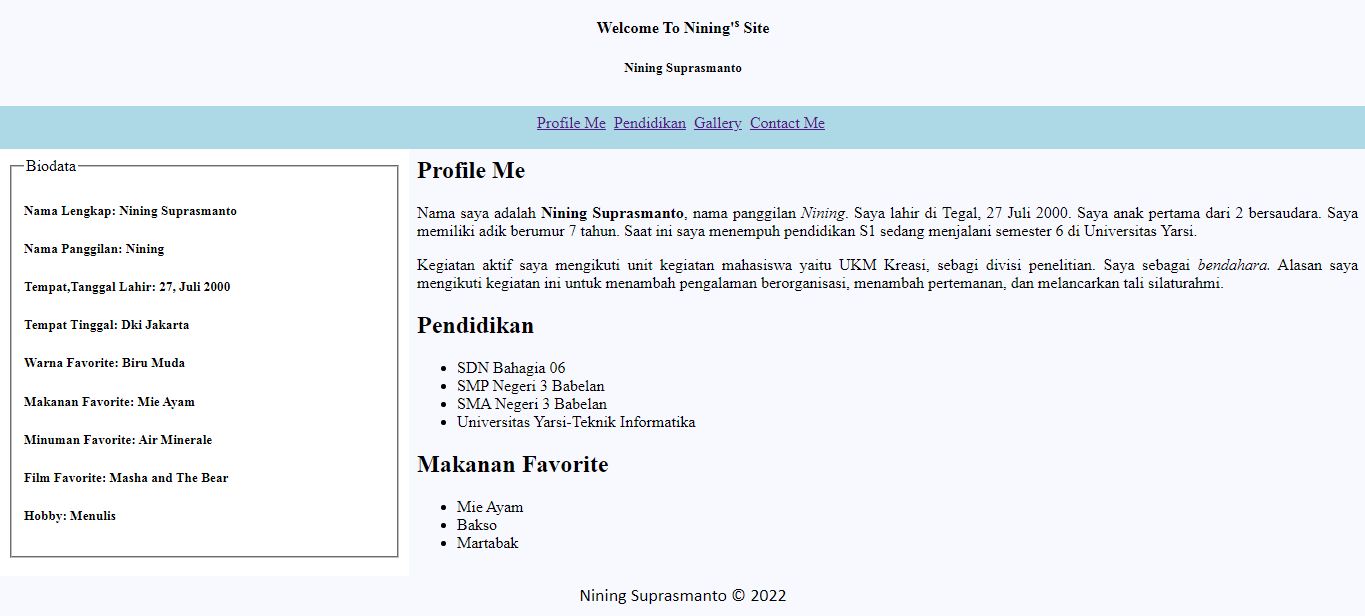 Welcome To Nining's Site
Nining Suprasmanto
Profile Me Pendidikan Gallery Contact Me
Biodata
Nama Lengkap: Nining Suprasmanto
Nama Panggilan: Nining
Tempat,Tanggal Lahir: 27, Juli 2000
Tempat Tinggal: Dki Jakarta
Warna Favorite: Biru Muda
Makanan Favorite: Mie Ayam
Minuman Favorite: Air Minerale
Film Favorite: Masha and The Bear
Hobby: Menulis
Profile Me
Nama saya adalah Nining Suprasmanto, nama panggilan Nining. Saya lahir di Tegal, 27 Juli 2000. Saya anak pertama dari 2 bersaudara. Saya
memiliki adik berumur 7 tahun. Saat ini saya menempuh pendidikan S1 sedang menjalani semester 6 di Universitas Yarsi.
Kegiatan aktif saya mengikuti unit kegiatan mahasiswa yaitu UKM Kreasi, sebagi divisi penelitian. Saya sebagai bendahara. Alasan saya
mengikuti kegiatan ini untuk menambah pengalaman berorganisasi, menambah pertemanan, dan melancarkan tali silaturahmi.
Pendidikan
• SDN Bahagia 06
• SMP Negeri 3 Babelan
• SMA Negeri 3 Babelan
• Universitas Yarsi-Teknik Informatika
Makanan Favorite
• Mie Ayam
• Bakso
• Martabak
Nining Suprasmanto © 2022